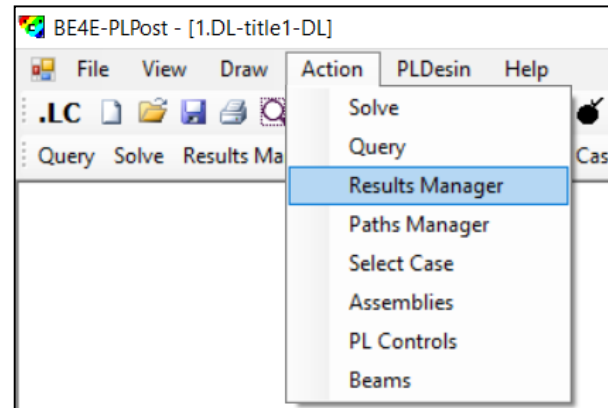 BE4E-PLPost - [1.DL-title1-DL]
File View Draw Action PLDesin Help
.LC
Query Solve Results Ma Cas
Solve
Query
Results Manager
Paths Manager
Select Case
Assemblies
PL Controls
Beams